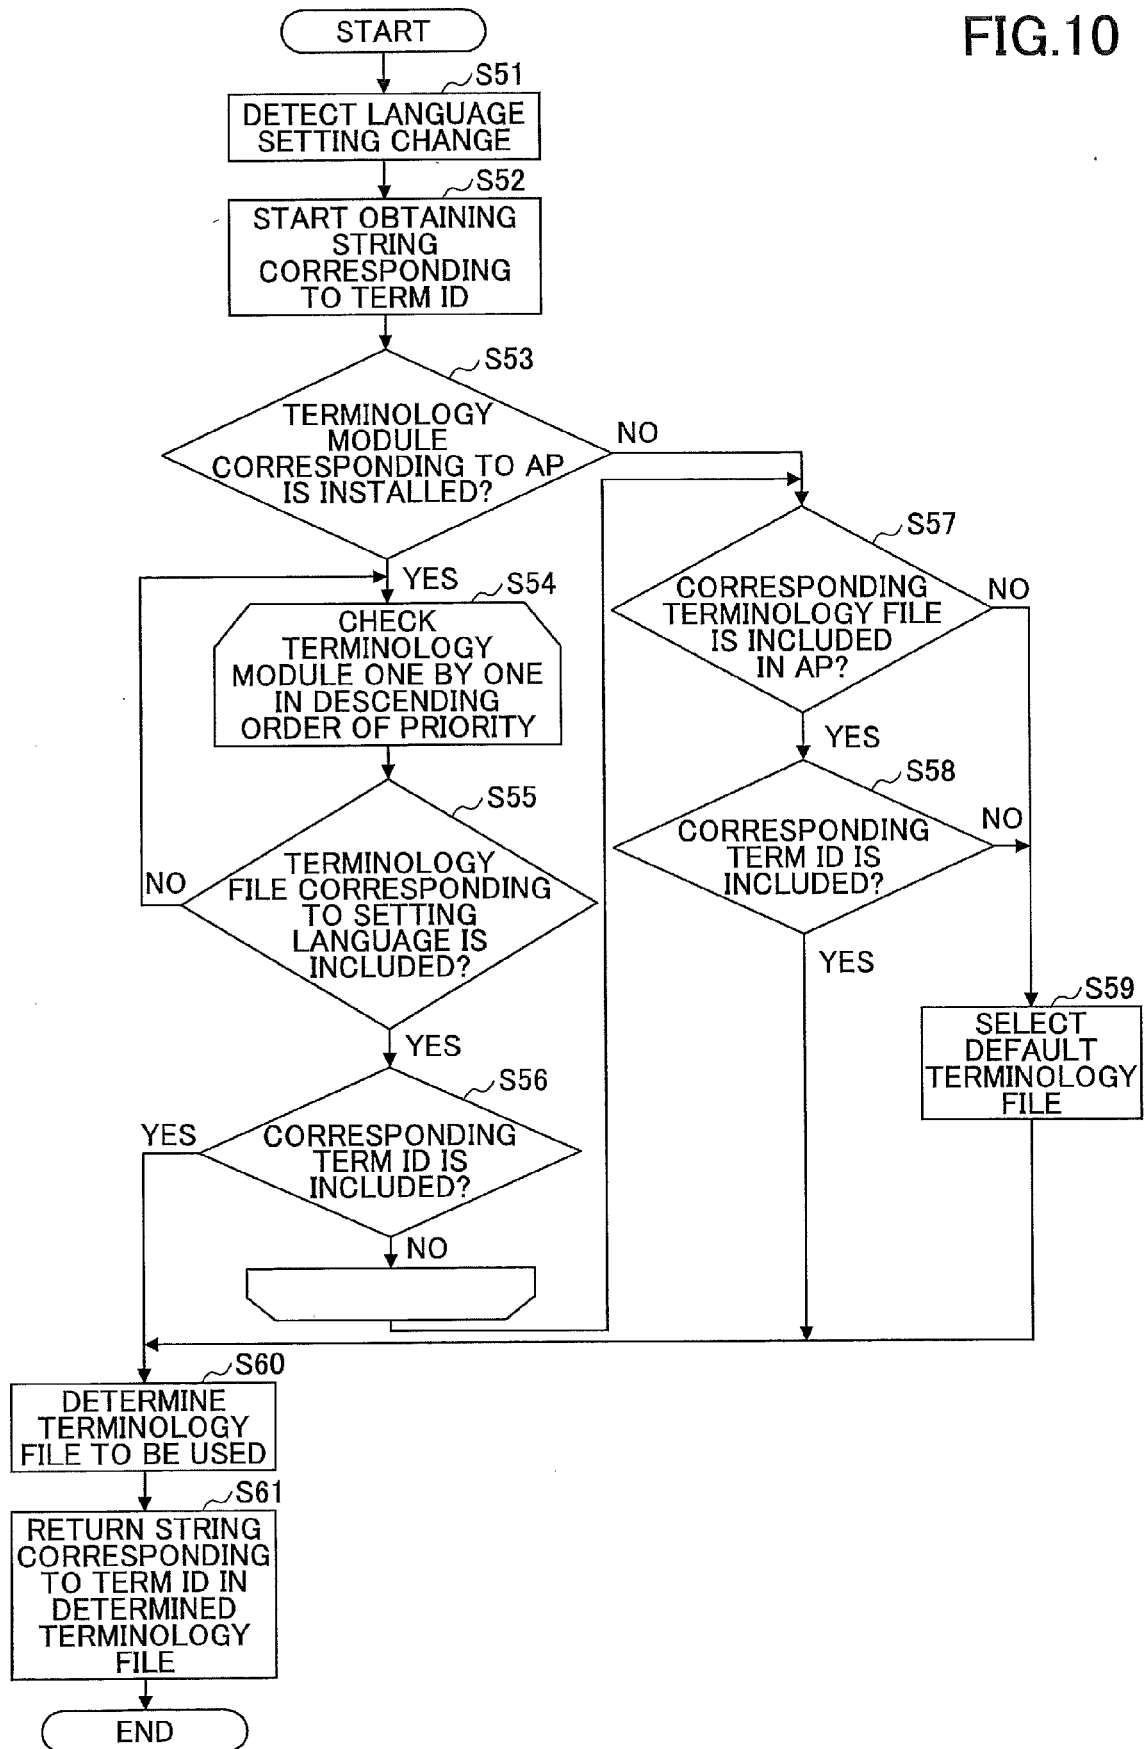 FIG.10
START
S51
DETECT LANGUAGE
SETTING CHANGE
S52
START OBTAINING
STRING
CORRESPONDING
TO TERM ID
S53
TERMINOLOGY
MODULE
CORRESPONDING TO AP
IS INSTALLED?
NO
YES
S54
CHECK
TERMINOLOGY
MODULE ONE BY ONE
IN DESCENDING
ORDER OF PRIORITY
S55
TERMINOLOGY
FILE CORRESPONDING
TO SETTING
LANGUAGE IS
INCLUDED?
NO
YES
S56
CORRESPONDING
TERM ID IS
INCLUDED?
YES
NO
S57
CORRESPONDING
TERMINOLOGY FILE
IS INCLUDED
IN AP?
NO
YES
S58
CORRESPONDING
TERM ID IS
INCLUDED?
NO
YES
S59
SELECT
DEFAULT
TERMINOLOGY
FILE
S60
DETERMINE
TERMINOLOGY
FILE TO BE USED
S61
RETURN STRING
CORRESPONDING
TO TERM ID IN
DETERMINED
TERMINOLOGY
FILE
END